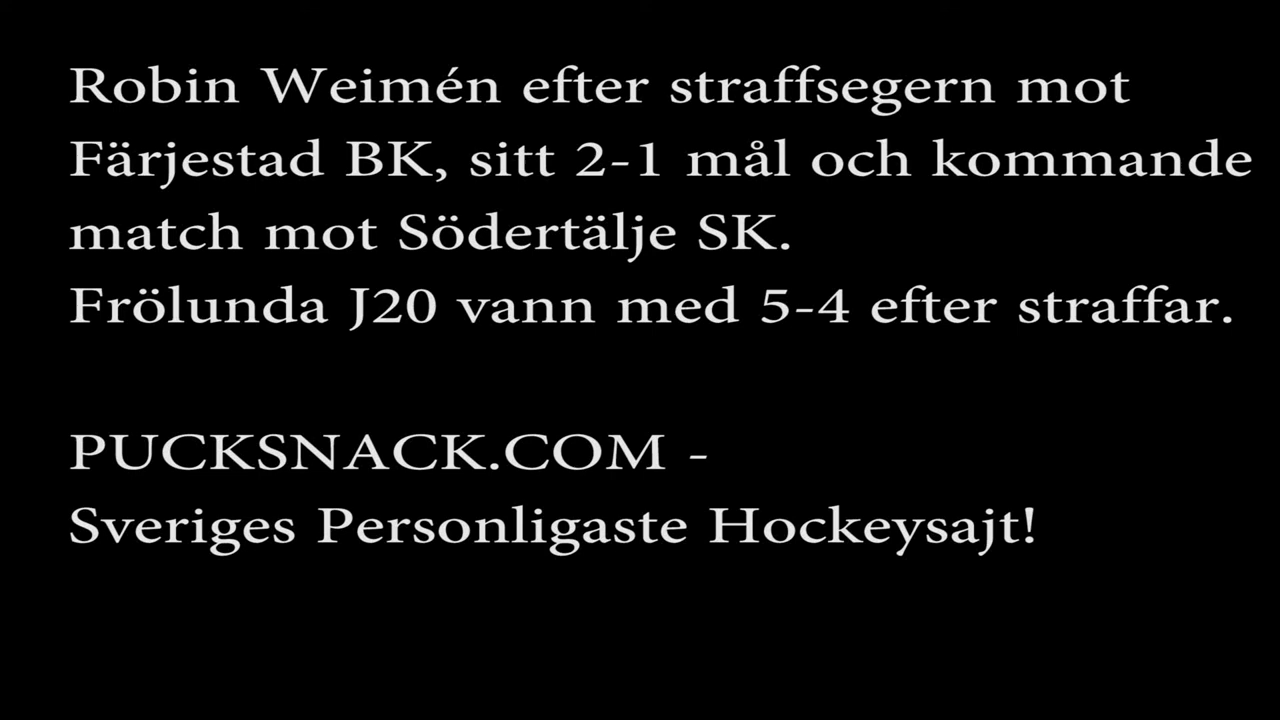 Robin Weimén efter straffsegern mot
Färjestad BK, sitt 2-1 mål och kommande
match mot Södertälje SK.
Frölunda J20 vann med 5-4 efter straffar.
PUCKSNACK.COM -
Sveriges Personligaste Hockeysajt!